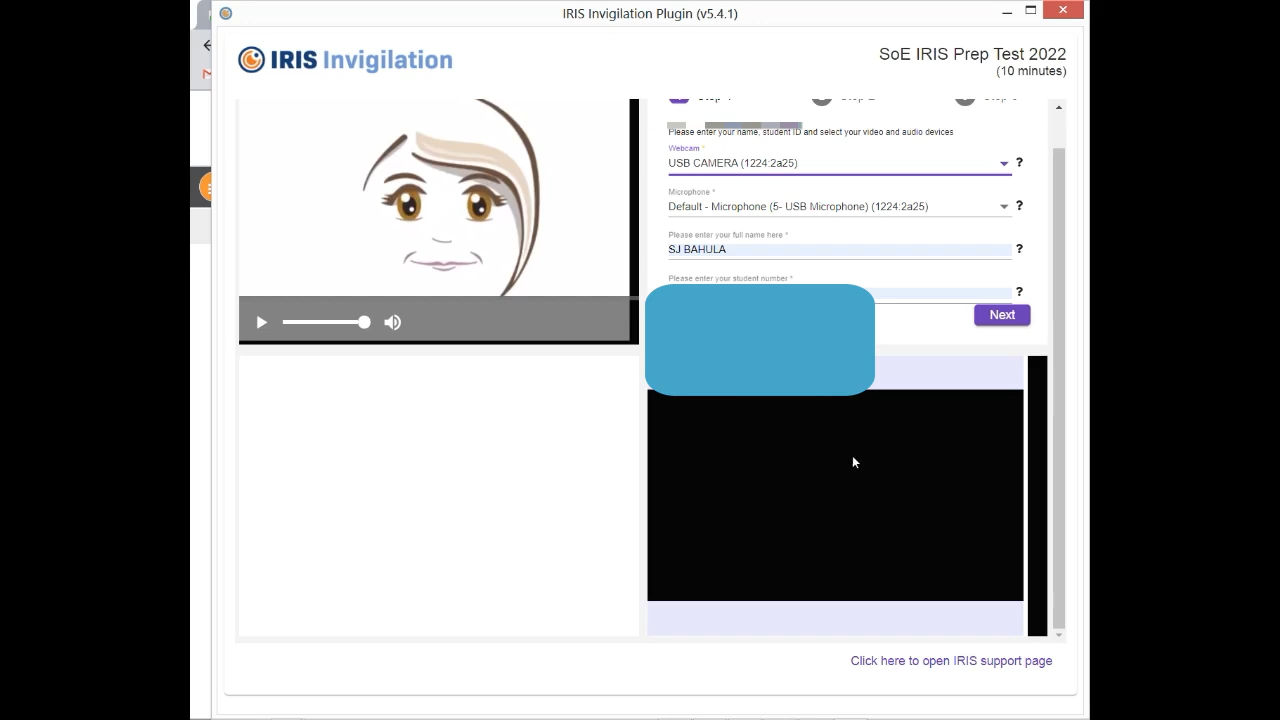 IRIS Invigilation Plugin (v5.4.1)
IRIS Invigilation
SoE IRIS Prep Test 2022
(10 minutes)
Please enter your name, student ID and select your video and audio devices
Webcam *
USB CAMERA (1224:2a25)
?
Microphone *
Default - Microphone (5- USB Microphone) (1224:2a25)
?
Please enter your full name here *
SJ BAHULA
?
Please enter your student number *
?
Next
Click here to open IRIS support page